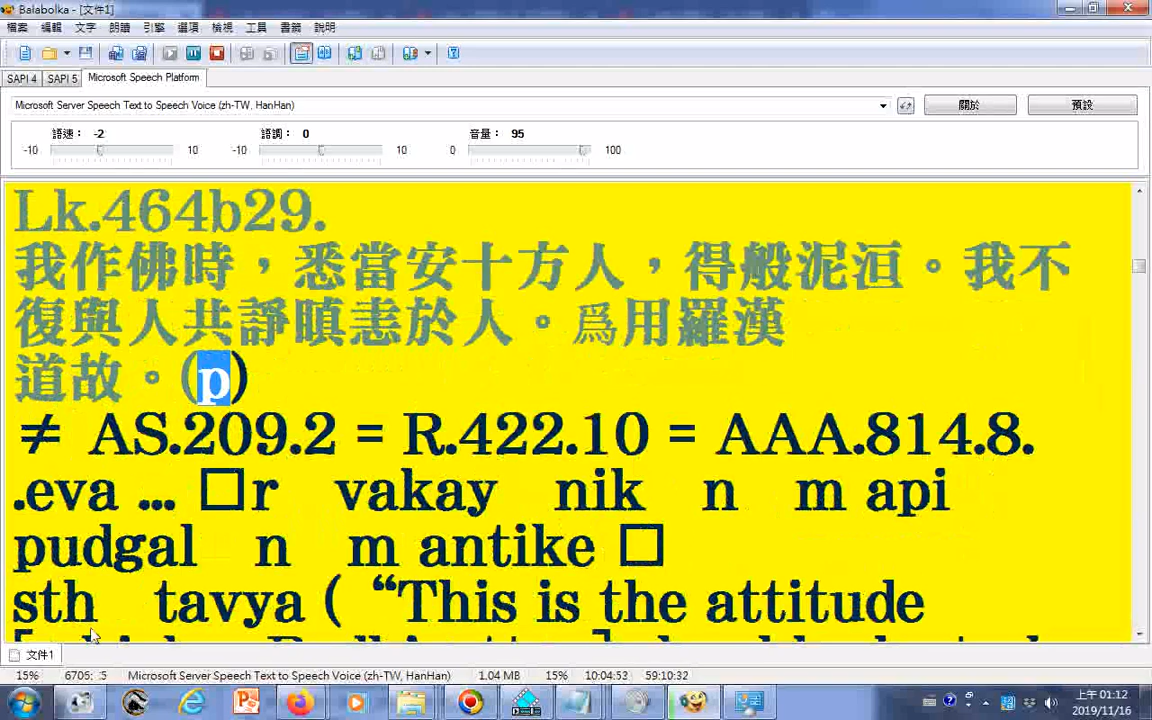 Balabolka - [文件1]
檔案 編輯 文字 朗讀 引擎 選項 檢視 工具 書籤 說明
SAPI 4 SAPI 5 Microsoft Speech Platform
Microsoft Server Speech Text to Speech Voice (zh-TW, HanHan) 關於 預設
語速： -2 語調： 0 音量： 95
-10 10 -10 10 0 100
Lk.464b29.
我作佛時，悉當安十方人，得般泥洹。我不
復與人共諍瞋恚於人。爲用羅漢
道故。(p)
≠ AS.209.2 = R.422.10 = AAA.814.8.
.eva ... □r vakay nik n m api
pudgal n m antike □
sth tavya ( “This is the attitude
文件1
15% 6705: :5 Microsoft Server Speech Text to Speech Voice (zh-TW, HanHan) 1.04 MB 15% 10:04:53 59:10:32
上午 01:12
2019/11/16